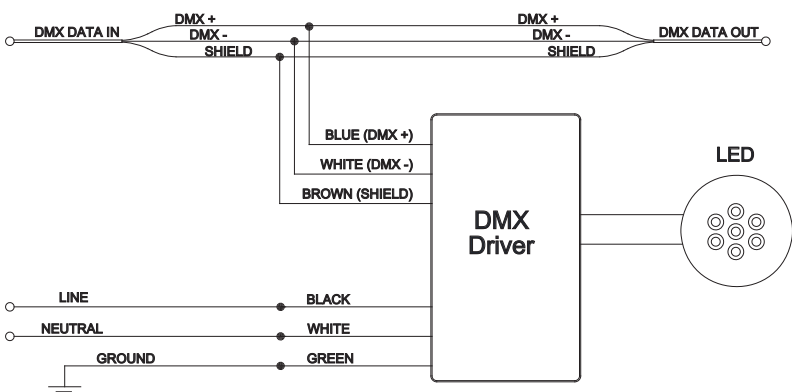 DMX + DMX +
DMX DATA IN DMX - DMX - DMX DATA OUT
SHIELD SHIELD
BLUE (DMX +)
WHITE (DMX -)
BROWN (SHIELD)
LED
DMX
Driver
LINE BLACK
NEUTRAL WHITE
GROUND GREEN